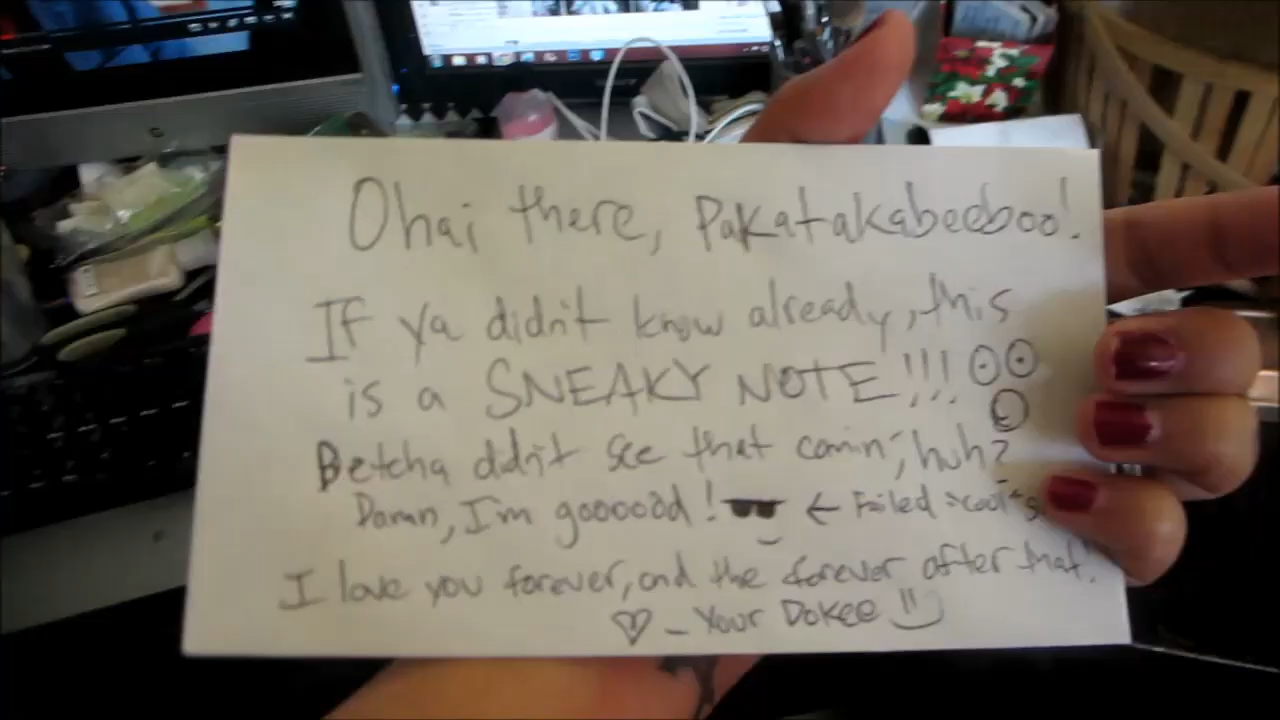 Ohai there, Pakatakabeeboo!
If ya didn't know already, this
is a SNEAKY NOTE!!!
Betcha didn't see that comin', huh?
Damn, I'm goooood! ← Failed "cool"
I love you forever, and the forever after that!
♡ - Your Dokee